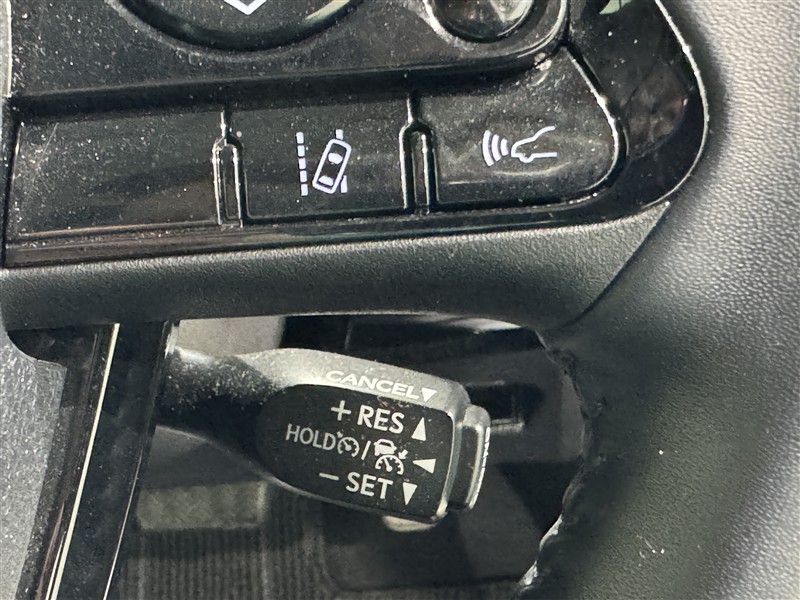 CANCEL▼
+ RES ▲
HOLD / ◀
− SET ▼